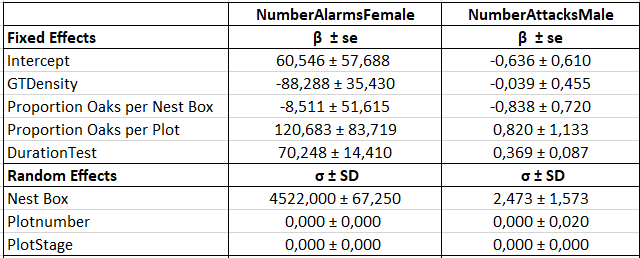 NumberAlarmsFemale NumberAttacksMale
Fixed Effects β ± se β ± se
Intercept 60,546 ± 57,688 -0,636 ± 0,610
GTDensity -88,288 ± 35,430 -0,039 ± 0,455
Proportion Oaks per Nest Box -8,511 ± 51,615 -0,838 ± 0,720
Proportion Oaks per Plot 120,683 ± 83,719 0,820 ± 1,133
DurationTest 70,248 ± 14,410 0,369 ± 0,087
Random Effects σ ± SD σ ± SD
Nest Box 4522,000 ± 67,250 2,473 ± 1,573
Plotnumber 0,000 ± 0,000 0,000 ± 0,020
PlotStage 0,000 ± 0,000 0,000 ± 0,000